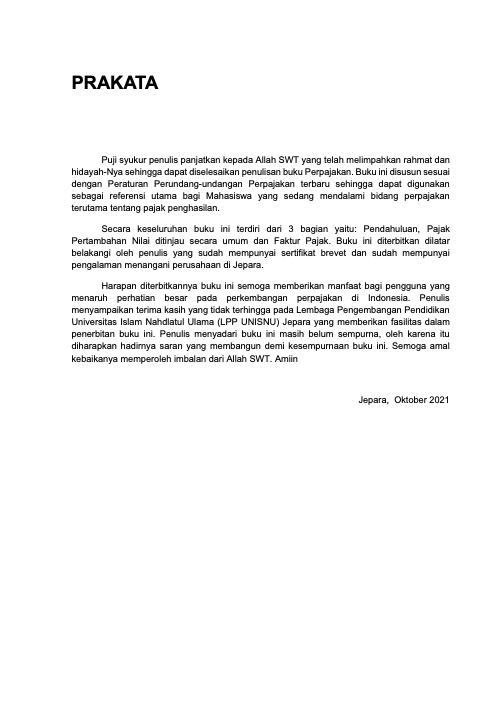 PRAKATA
Puji syukur penulis panjatkan kepada Allah SWT yang telah melimpahkan rahmat dan
hidayah-Nya sehingga dapat diselesaikan penulisan buku Perpajakan. Buku ini disusun sesuai
dengan Peraturan Perundang-undangan Perpajakan terbaru sehingga dapat digunakan
sebagai referensi utama bagi Mahasiswa yang sedang mendalami bidang perpajakan
terutama tentang pajak penghasilan.
Secara keseluruhan buku ini terdiri dari 3 bagian yaitu: Pendahuluan, Pajak
Pertambahan Nilai ditinjau secara umum dan Faktur Pajak. Buku ini diterbitkan dilatar
belakangi oleh penulis yang sudah mempunyai sertifikat brevet dan sudah mempunyai
pengalaman menangani perusahaan di Jepara.
Harapan diterbitkannya buku ini semoga memberikan manfaat bagi pengguna yang
menaruh perhatian besar pada perkembangan perpajakan di Indonesia. Penulis
menyampaikan terima kasih yang tidak terhingga pada Lembaga Pengembangan Pendidikan
Universitas Islam Nahdlatul Ulama (LPP UNISNU) Jepara yang memberikan fasilitas dalam
penerbitan buku ini. Penulis menyadari buku ini masih belum sempurna, oleh karena itu
diharapkan hadirnya saran yang membangun demi kesempurnaan buku ini. Semoga amal
kebaikanya memperoleh imbalan dari Allah SWT. Amiin
Jepara,  Oktober 2021